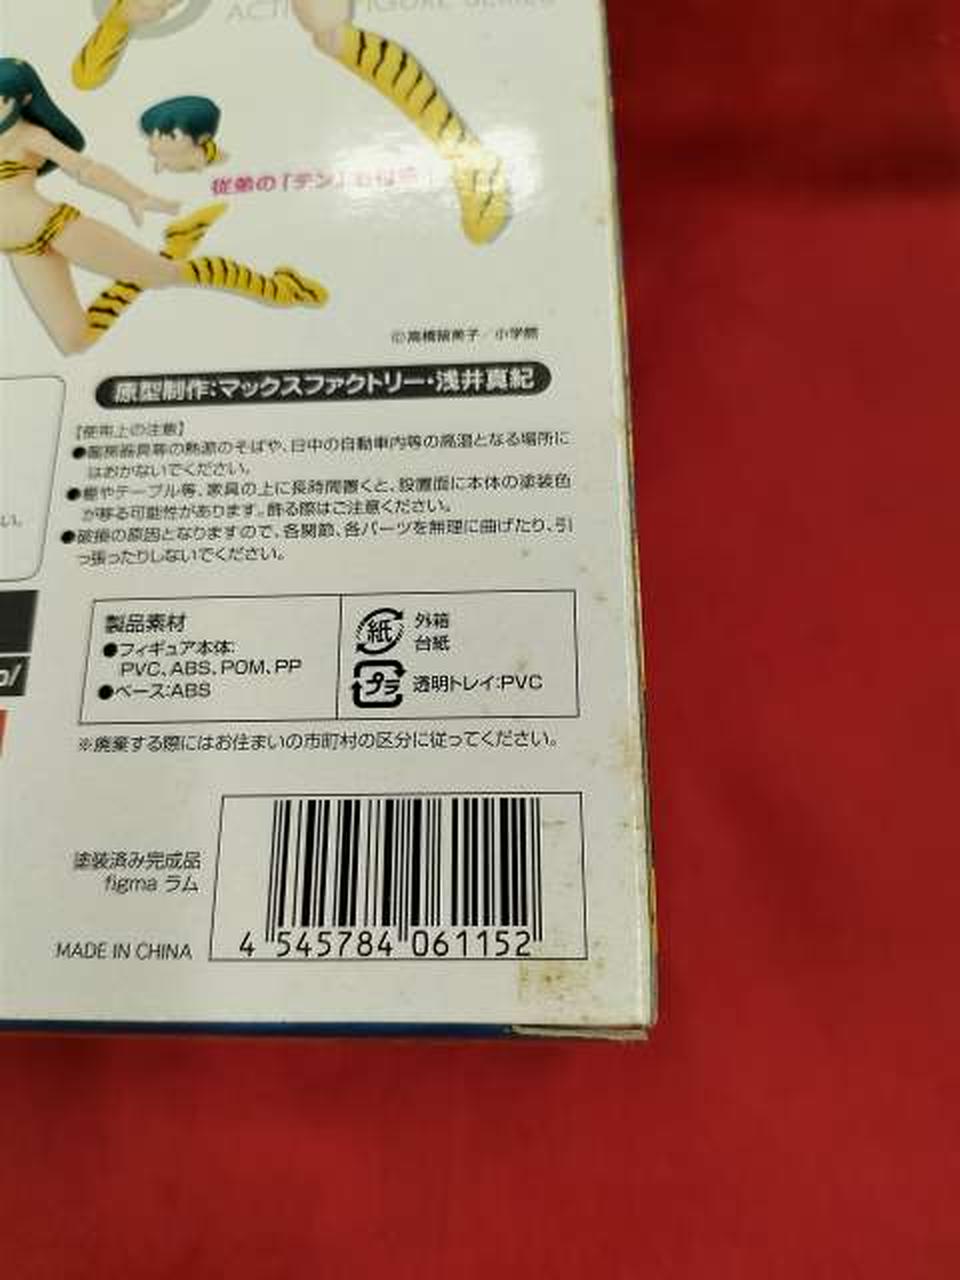 従弟の「テン」
©高橋留美子／小学館
原型制作:マックスファクトリー・浅井真紀
【使用上の注意】
●暖房器具等の熱源のそばや、日中の自動車内等の高温となる場所に
はおかないでください。
●棚やテーブル等、家具の上に長時間置くと、設置面に本体の塗装色
が移る可能性があります。飾る際はご注意ください。
●破損の原因となりますので、各関節、各パーツを無理に曲げたり、引
っ張ったりしないでください。
い。
製品素材
●フィギュア本体:
PVC、ABS、POM、PP
●ベース:ABS
紙 外箱
台紙
プラ 透明トレイ:PVC
※廃棄する際にはお住まいの市町村の区分に従ってください。
塗装済み完成品
figma ラム
MADE IN CHINA
4 545784 061152